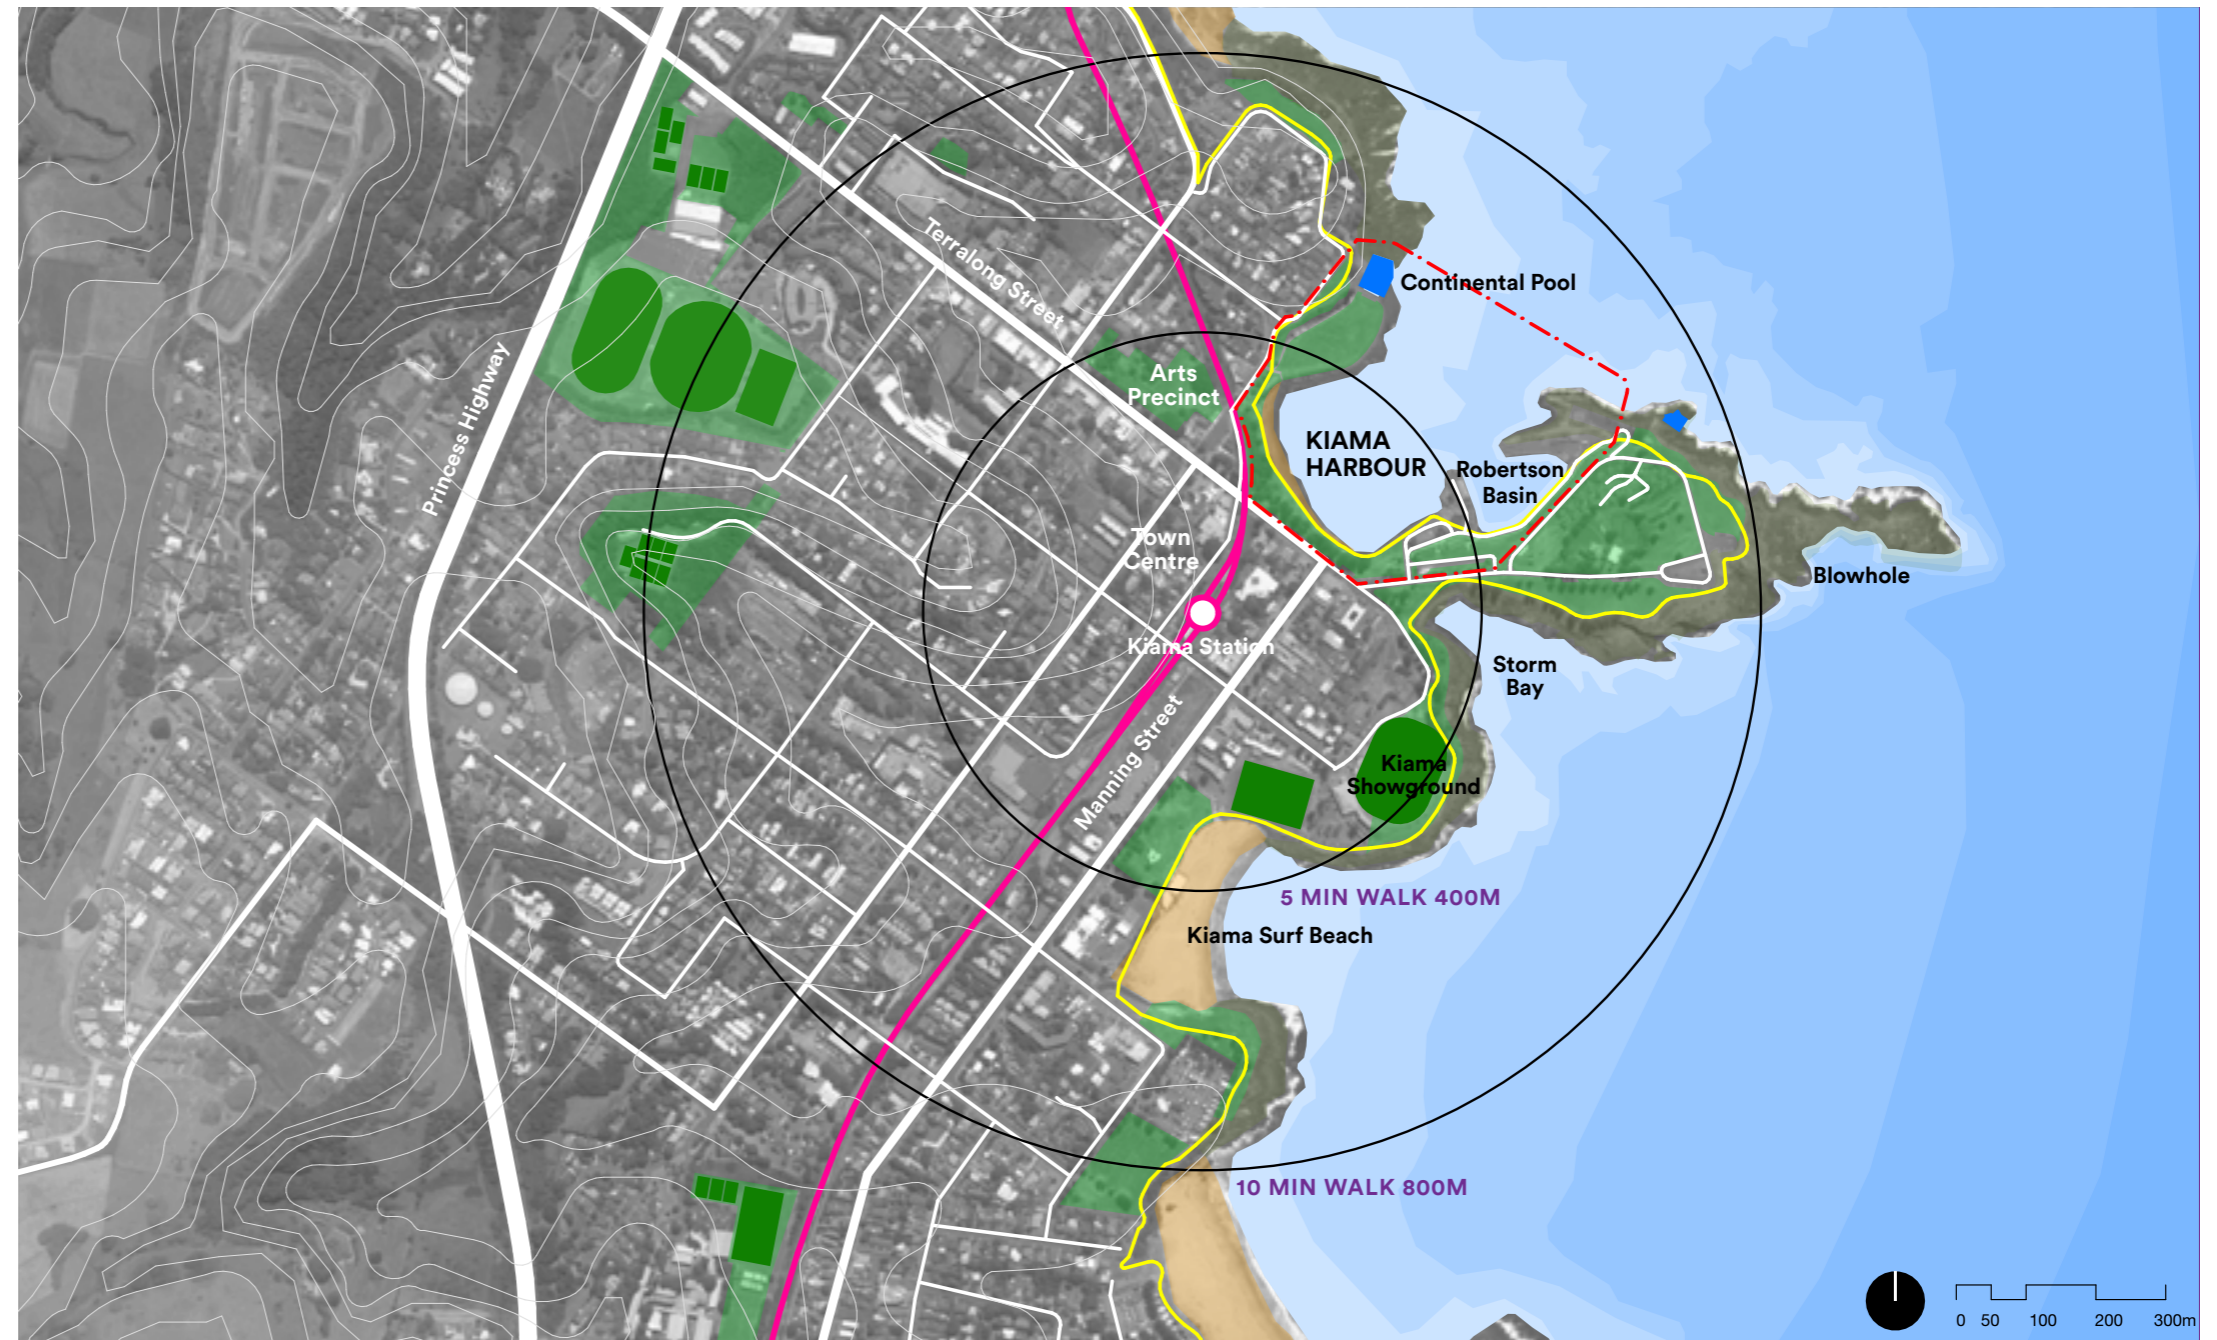 Continental Pool
Terralong Street
Princess Highway
Arts
Precinct
KIAMA
HARBOUR
Robertson
Basin
Town
Centre
Blowhole
Kiama Station
Storm
Bay
Manning Street
Kiama
Showground
5 MIN WALK 400M
Kiama Surf Beach
10 MIN WALK 800M
0 50 100 200 300m